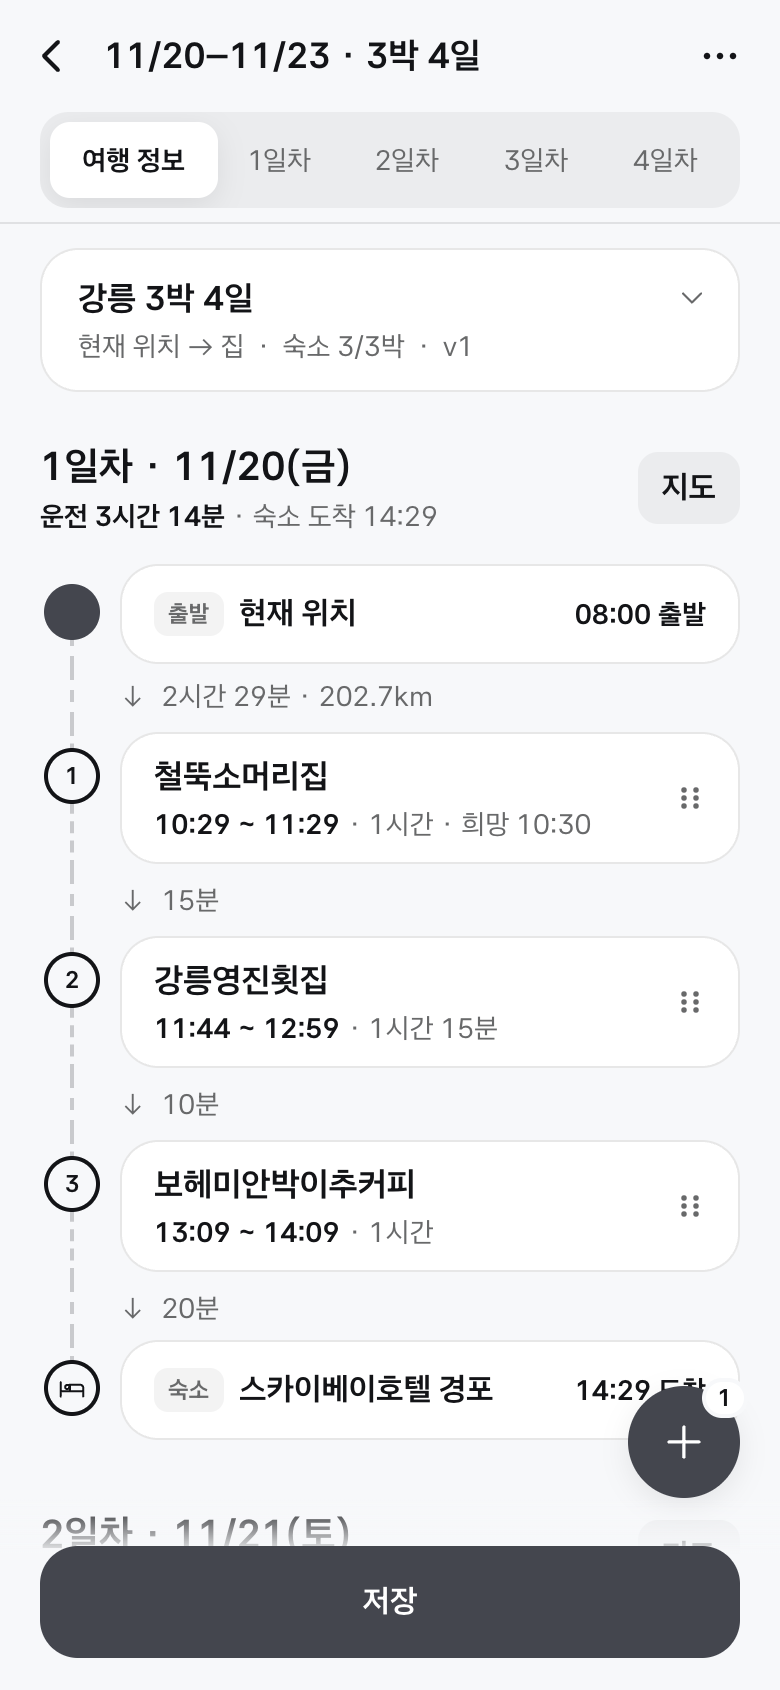 11/20–11/23 · 3박 4일
여행 정보 1일차 2일차 3일차 4일차
강릉 3박 4일
현재 위치 → 집 · 숙소 3/3박 · v1
1일차 · 11/20(금)
지도
운전 3시간 14분 · 숙소 도착 14:29
출발 현재 위치 08:00 출발
↓ 2시간 29분 · 202.7km
1 철뚝소머리집
10:29 ~ 11:29 · 1시간 · 희망 10:30
↓ 15분
2 강릉영진횟집
11:44 ~ 12:59 · 1시간 15분
↓ 10분
3 보헤미안박이추커피
13:09 ~ 14:09 · 1시간
↓ 20분
숙소 스카이베이호텔 경포 14:29
1
2일차 · 11/21(토)
저장